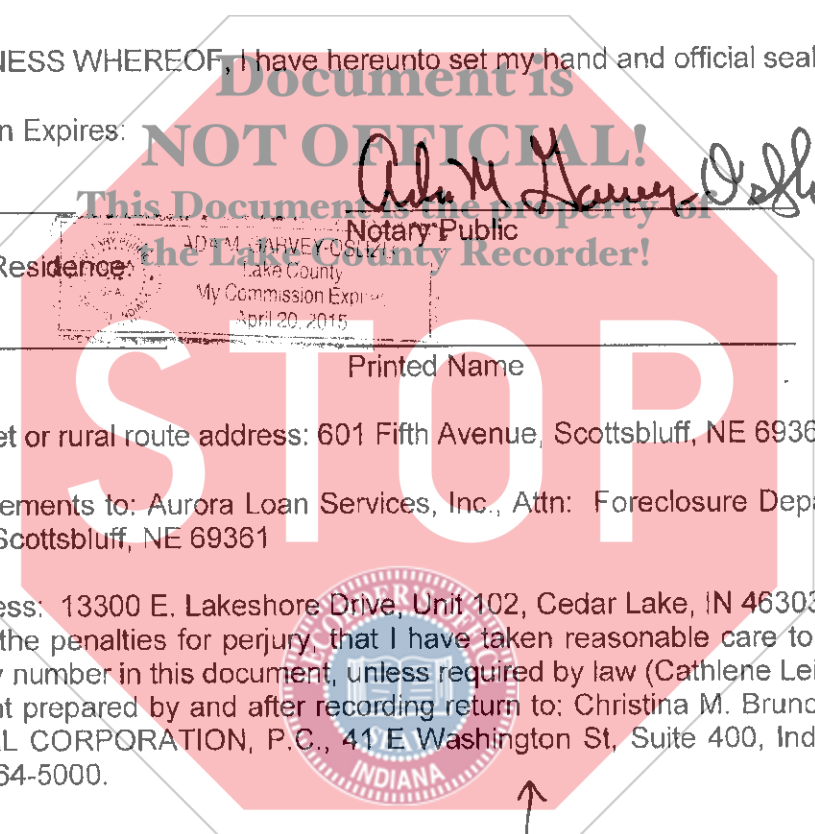 NESS WHEREOF, I have hereunto set my hand and official seal
Document is
n Expires:
NOT OFFICIAL!
This Document is the property of
Notary Public
the Lake County Recorder!
Residence:
Lake County
My Commission
April 20, 2015
STOP
Printed Name
et or rural route address: 601 Fifth Avenue, Scottsbluff, NE 6936
ements to: Aurora Loan Services, Inc., Attn: Foreclosure Depa
Scottsbluff, NE 69361
ess: 13300 E. Lakeshore Drive, Unit 102, Cedar Lake, IN 46303
the penalties for perjury, that I have taken reasonable care to
y number in this document, unless required by law (Cathlene Lei
nt prepared by and after recording return to: Christina M. Bruno
AL CORPORATION, P.C., 41 E Washington St, Suite 400, Ind
64-5000.
INDIANA